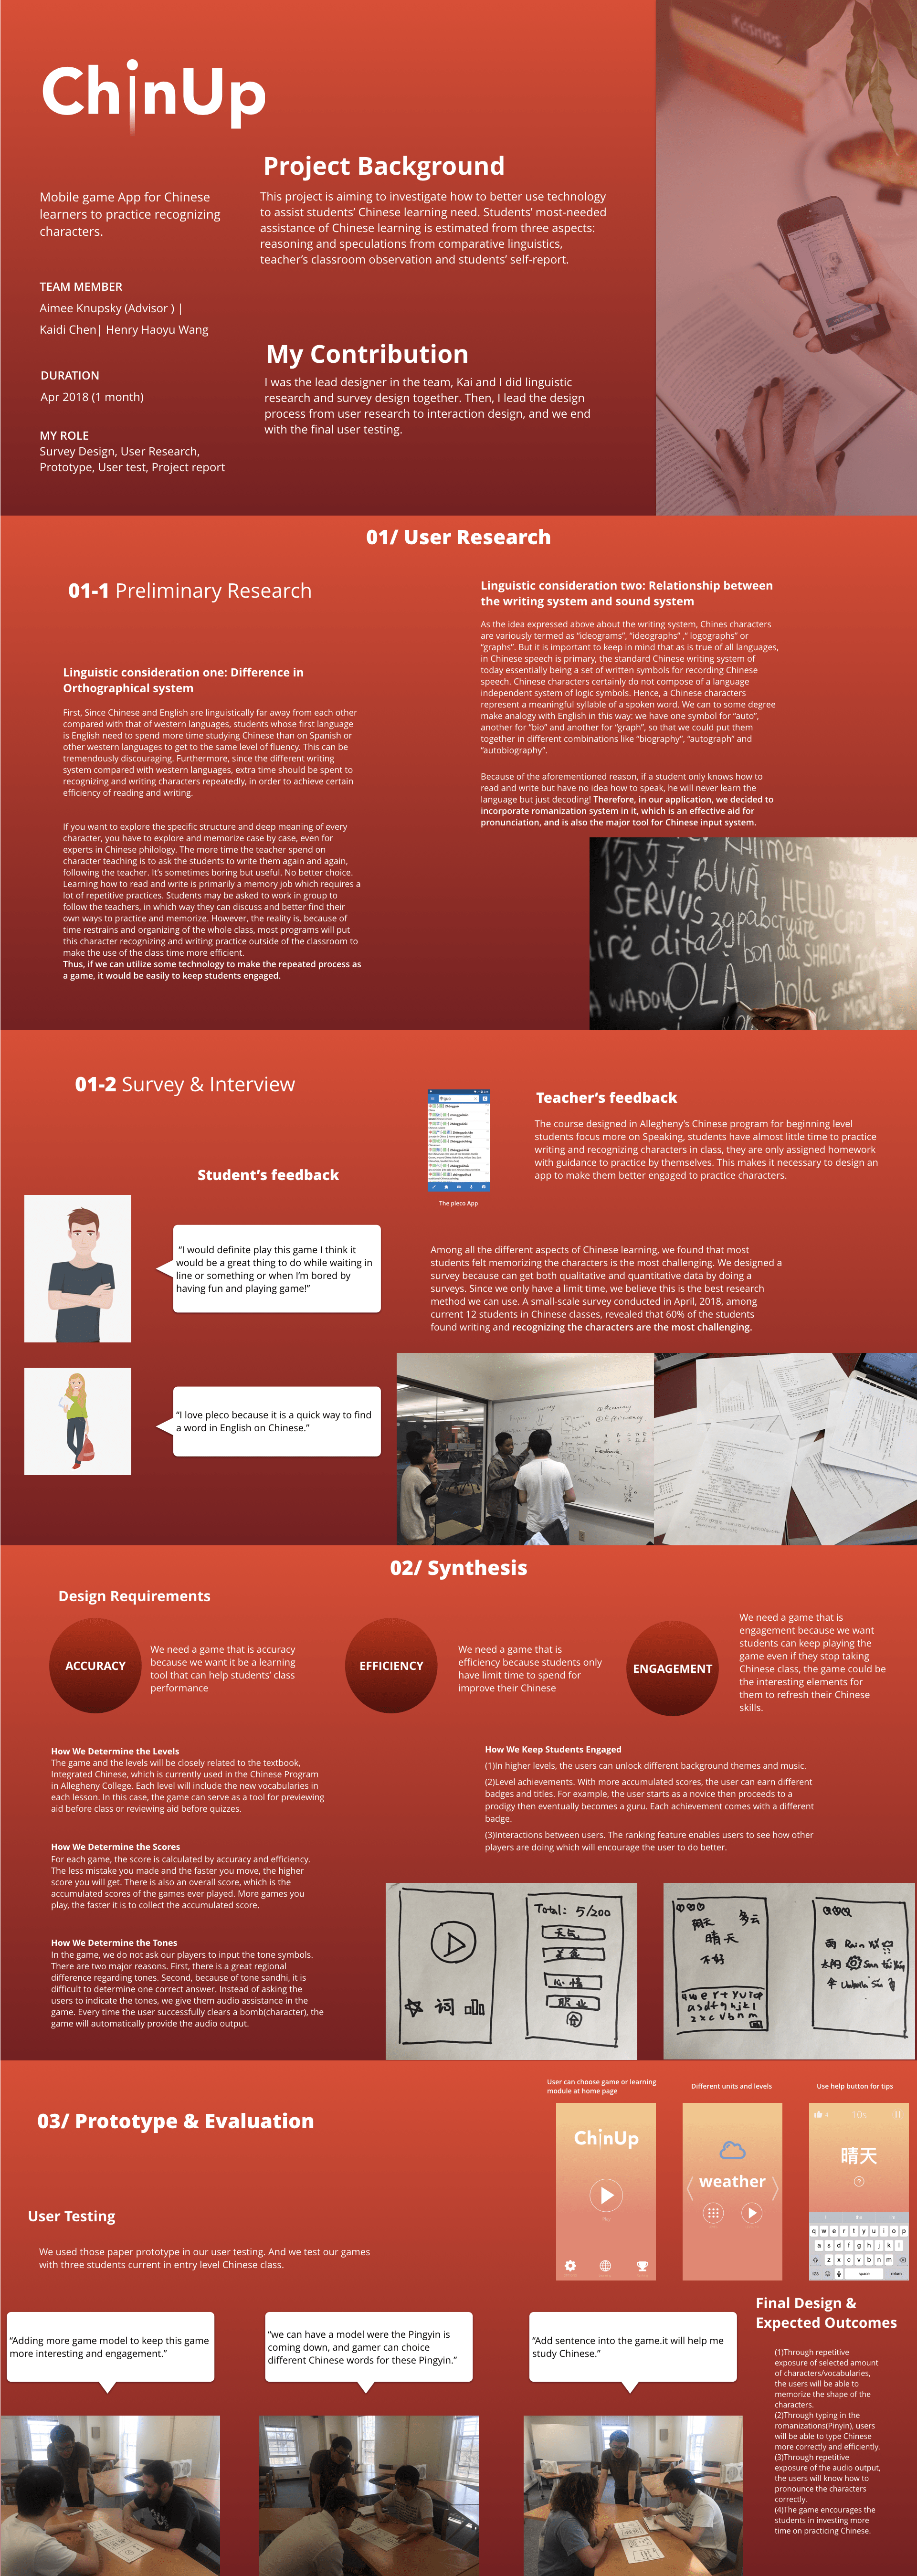 ChinUp
Mobile game App for Chinese
learners to practice recognizing
characters.
TEAM MEMBER
Aimee Knupsky (Advisor ) |
Kaidi Chen| Henry Haoyu Wang
DURATION
Apr 2018 (1 month)
MY ROLE
Survey Design, User Research,
Prototype, User test, Project report
Project Background
This project is aiming to investigate how to better use technology
to assist students’ Chinese learning need. Students’ most-needed
assistance of Chinese learning is estimated from three aspects:
reasoning and speculations from comparative linguistics,
teacher’s classroom observation and students’ self-report.
My Contribution
I was the lead designer in the team, Kai and I did linguistic
research and survey design together. Then, I lead the design
process from user research to interaction design, and we end
with the final user testing.
01/ User Research
01-1 Preliminary Research
Linguistic consideration one: Difference in
Orthographical system
First, Since Chinese and English are linguistically far away from each other
compared with that of western languages, students whose first language
is English need to spend more time studying Chinese than on Spanish or
other western languages to get to the same level of fluency. This can be
tremendously discouraging. Furthermore, since the different writing
system compared with western languages, extra time should be spent to
recognizing and writing characters repeatedly, in order to achieve certain
efficiency of reading and writing.
If you want to explore the specific structure and deep meaning of every
character, you have to explore and memorize case by case, even for
experts in Chinese philology. The more time the teacher spend on
character teaching is to ask the students to write them again and again,
following the teacher. It’s sometimes boring but useful. No better choice.
Learning how to read and write is primarily a memory job which requires a
lot of repetitive practices. Students may be asked to work in group to
follow the teachers, in which way they can discuss and better find their
own ways to practice and memorize. However, the reality is, because of
time restrains and organizing of the whole class, most programs will put
this character recognizing and writing practice outside of the classroom to
make the use of the class time more efficient.
Thus, if we can utilize some technology to make the repeated process as
a game, it would be easily to keep students engaged.
Linguistic consideration two: Relationship between
the writing system and sound system
As the idea expressed above about the writing system, Chines characters
are variously termed as “ideograms”, “ideographs” ,“ logographs” or
“graphs”. But it is important to keep in mind that as is true of all languages,
in Chinese speech is primary, the standard Chinese writing system of
today essentially being a set of written symbols for recording Chinese
speech. Chinese characters certainly do not compose of a language
independent system of logic symbols. Hence, a Chinese characters
represent a meaningful syllable of a spoken word. We can to some degree
make analogy with English in this way: we have one symbol for “auto”,
another for “bio” and another for “graph”, so that we could put them
together in different combinations like “biography”, “autograph” and
“autobiography”.
Because of the aforementioned reason, if a student only knows how to
read and write but have no idea how to speak, he will never learn the
language but just decoding! Therefore, in our application, we decided to
incorporate romanization system in it, which is an effective aid for
pronunciation, and is also the major tool for Chinese input system.
BUNĂ
HELLO
SERVUS
OLÀ
bon dia
SHALOM
hola
01-2 Survey & Interview
Student’s feedback
“I would definite play this game I think it
would be a great thing to do while waiting in
line or something or when I’m bored by
having fun and playing game!”
“I love pleco because it is a quick way to find
a word in English on Chinese.”
The pleco App
Teacher’s feedback
The course designed in Allegheny’s Chinese program for beginning level
students focus more on Speaking, students have almost little time to practice
writing and recognizing characters in class, they are only assigned homework
with guidance to practice by themselves. This makes it necessary to design an
app to make them better engaged to practice characters.
Among all the different aspects of Chinese learning, we found that most
students felt memorizing the characters is the most challenging. We designed a
survey because can get both qualitative and quantitative data by doing a
surveys. Since we only have a limit time, we believe this is the best research
method we can use. A small-scale survey conducted in April, 2018, among
current 12 students in Chinese classes, revealed that 60% of the students
found writing and recognizing the characters are the most challenging.
02/ Synthesis
Design Requirements
ACCURACY
We need a game that is accuracy
because we want it be a learning
tool that can help students’ class
performance
EFFICIENCY
We need a game that is
efficiency because students only
have limit time to spend for
improve their Chinese
ENGAGEMENT
We need a game that is
engagement because we want
students can keep playing the
game even if they stop taking
Chinese class, the game could be
the interesting elements for
them to refresh their Chinese
skills.
How We Determine the Levels
The game and the levels will be closely related to the textbook,
Integrated Chinese, which is currently used in the Chinese Program
in Allegheny College. Each level will include the new vocabularies in
each lesson. In this case, the game can serve as a tool for previewing
aid before class or reviewing aid before quizzes.
How We Determine the Scores
For each game, the score is calculated by accuracy and efficiency.
The less mistake you made and the faster you move, the higher
score you will get. There is also an overall score, which is the
accumulated scores of the games ever played. More games you
play, the faster it is to collect the accumulated score.
How We Determine the Tones
In the game, we do not ask our players to input the tone symbols.
There are two major reasons. First, there is a great regional
difference regarding tones. Second, because of tone sandhi, it is
difficult to determine one correct answer. Instead of asking the
users to indicate the tones, we give them audio assistance in the
game. Every time the user successfully clears a bomb(character), the
game will automatically provide the audio output.
How We Keep Students Engaged
(1)In higher levels, the users can unlock different background themes and music.
(2)Level achievements. With more accumulated scores, the user can earn different
badges and titles. For example, the user starts as a novice then proceeds to a
prodigy then eventually becomes a guru. Each achievement comes with a different
badge.
(3)Interactions between users. The ranking feature enables users to see how other
players are doing which will encourage the user to do better.
词
Total: 5/200
天气
心情
职业
阴天 多云
晴天
不好
雨 Rain
太阳 Sun
伞 Umbrella
03/ Prototype & Evaluation
User can choose game or learning
module at home page
Different units and levels
Use help button for tips
ChinUp
weather
10s
晴天
?
q w e r t y u i o p
a s d f g h j k l
z x c v b n m
123 space return
User Testing
We used those paper prototype in our user testing. And we test our games
with three students current in entry level Chinese class.
“Adding more game model to keep this game
more interesting and engagement.”
“we can have a model were the Pingyin is
coming down, and gamer can choice
different Chinese words for these Pingyin.”
“Add sentence into the game.it will help me
study Chinese.”
Final Design &
Expected Outcomes
(1)Through repetitive
exposure of selected amount
of characters/vocabularies,
the users will be able to
memorize the shape of the
characters.
(2)Through typing in the
romanizations(Pinyin), users
will be able to type Chinese
more correctly and efficiently.
(3)Through repetitive
exposure of the audio output,
the users will know how to
pronounce the characters
correctly.
(4)The game encourages the
students in investing more
time on practicing Chinese.